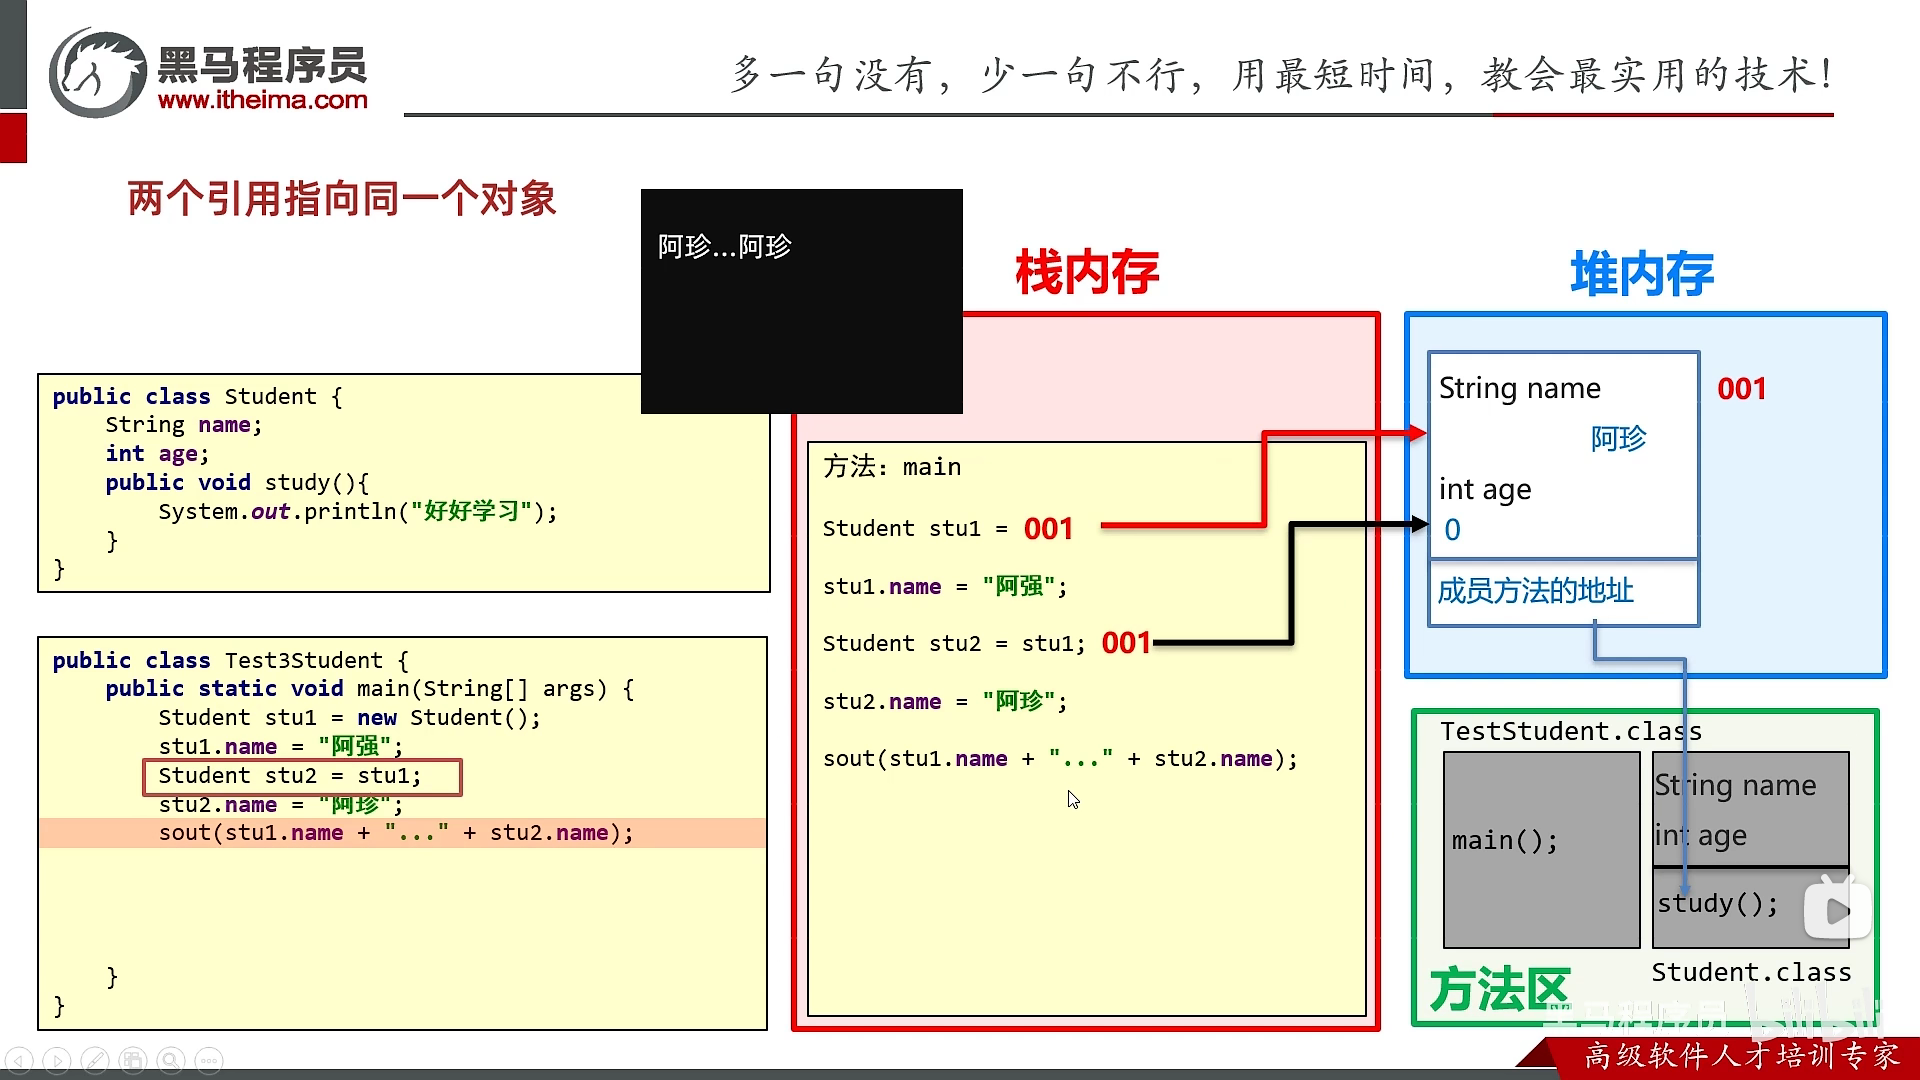 黑马程序员
www.itheima.com
多一句没有，少一句不行，用最短时间，教会最实用的技术！
两个引用指向同一个对象
阿珍...阿珍
public class Student {
String name;
int age;
public void study(){
System.out.println("好好学习");
}
}
public class Test3Student {
public static void main(String[] args) {
Student stu1 = new Student();
stu1.name = "阿强";
Student stu2 = stu1;
stu2.name = "阿珍";
sout(stu1.name + "..." + stu2.name);
}
}
栈内存
方法：main
Student stu1 = 001
stu1.name = "阿强";
Student stu2 = stu1; 001
stu2.name = "阿珍";
sout(stu1.name + "..." + stu2.name);
堆内存
String name
001
阿珍
int age
0
成员方法的地址
TestStudent.class
main();
String name
int age
study();
Student.class
方法区
黑马程序员
bilibili
高级软件人才培训专家